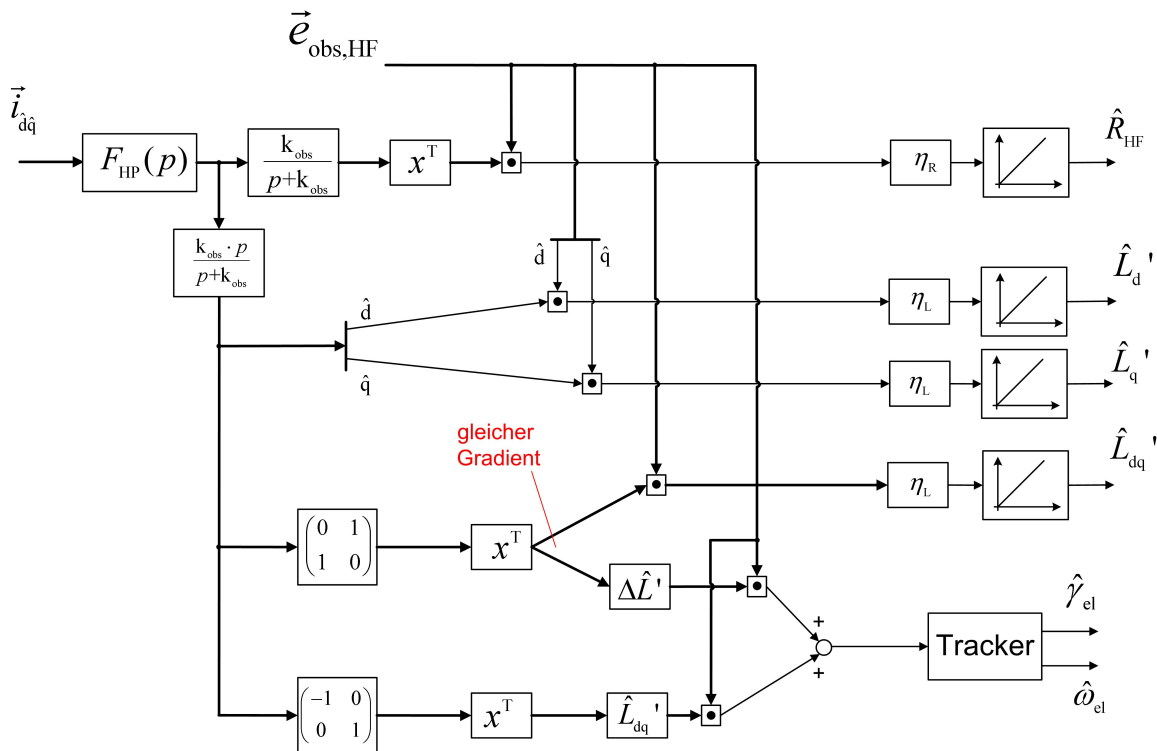 e⃗obs,HF
i⃗d̂q̂
FHP(p)
kobs
p+kobs
xT
ηR
R̂HF
kobs · p
p+kobs
d̂ q̂
ηL
L̂d'
d̂
q̂
ηL
L̂q'
gleicher
Gradient
ηL
L̂dq'
0 1
1 0
xT
ΔL̂'
+
+
Tracker
γ̂el
ω̂el
−1 0
0 1
xT
L̂dq'